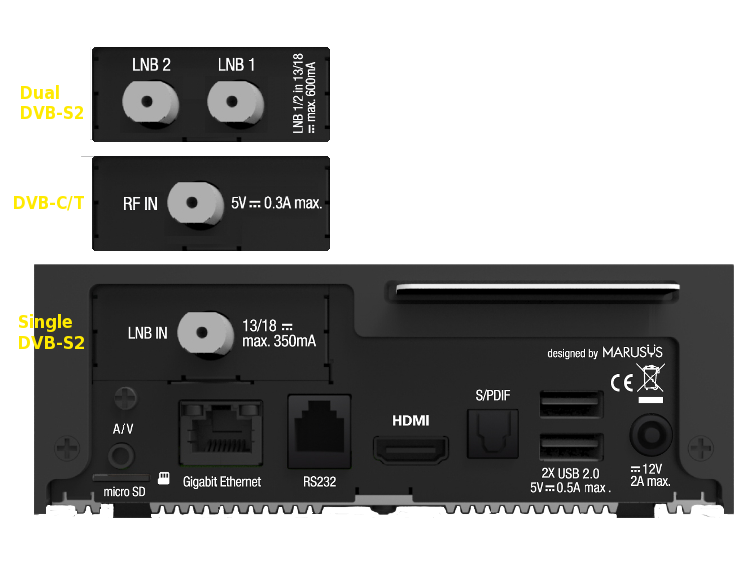 Dual
DVB-S2
LNB 2
LNB 1
LNB 1/2 in 13/18
⎓ max. 600mA
DVB-C/T
RF IN
5V⎓ 0.3A max.
Single
DVB-S2
LNB IN
13/18 ⎓
max. 350mA
designed by MARUSYS
CE
A/V
HDMI
S/PDIF
micro SD
Gigabit Ethernet
RS232
2X USB 2.0
5V⎓0.5A max .
⎓12V
2A max.